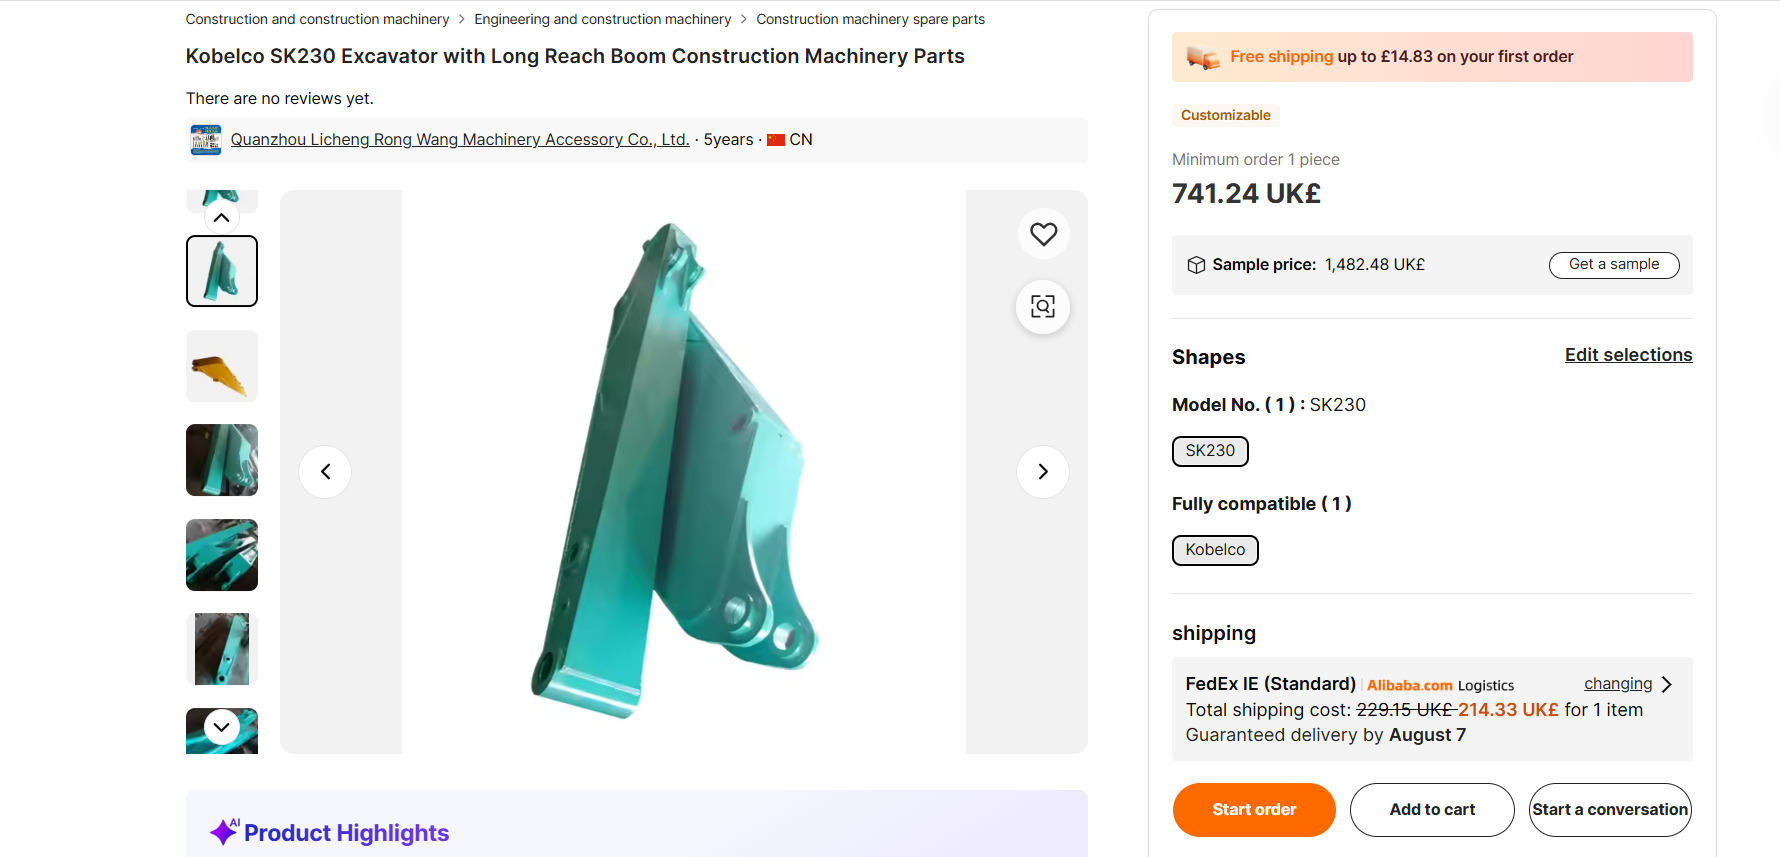 Construction and construction machinery > Engineering and construction machinery > Construction machinery spare parts
Kobelco SK230 Excavator with Long Reach Boom Construction Machinery Parts
There are no reviews yet.
Quanzhou Licheng Rong Wang Machinery Accessory Co., Ltd. · 5years · CN
AI Product Highlights
Free shipping up to £14.83 on your first order
Customizable
Minimum order 1 piece
741.24 UK£
Sample price: 1,482.48 UK£
Get a sample
Shapes
Edit selections
Model No. ( 1 ) : SK230
SK230
Fully compatible ( 1 )
Kobelco
shipping
FedEx IE (Standard) | Alibaba.com Logistics
changing
Total shipping cost: 229.15 UK£ 214.33 UK£ for 1 item
Guaranteed delivery by August 7
Start order
Add to cart
Start a conversation